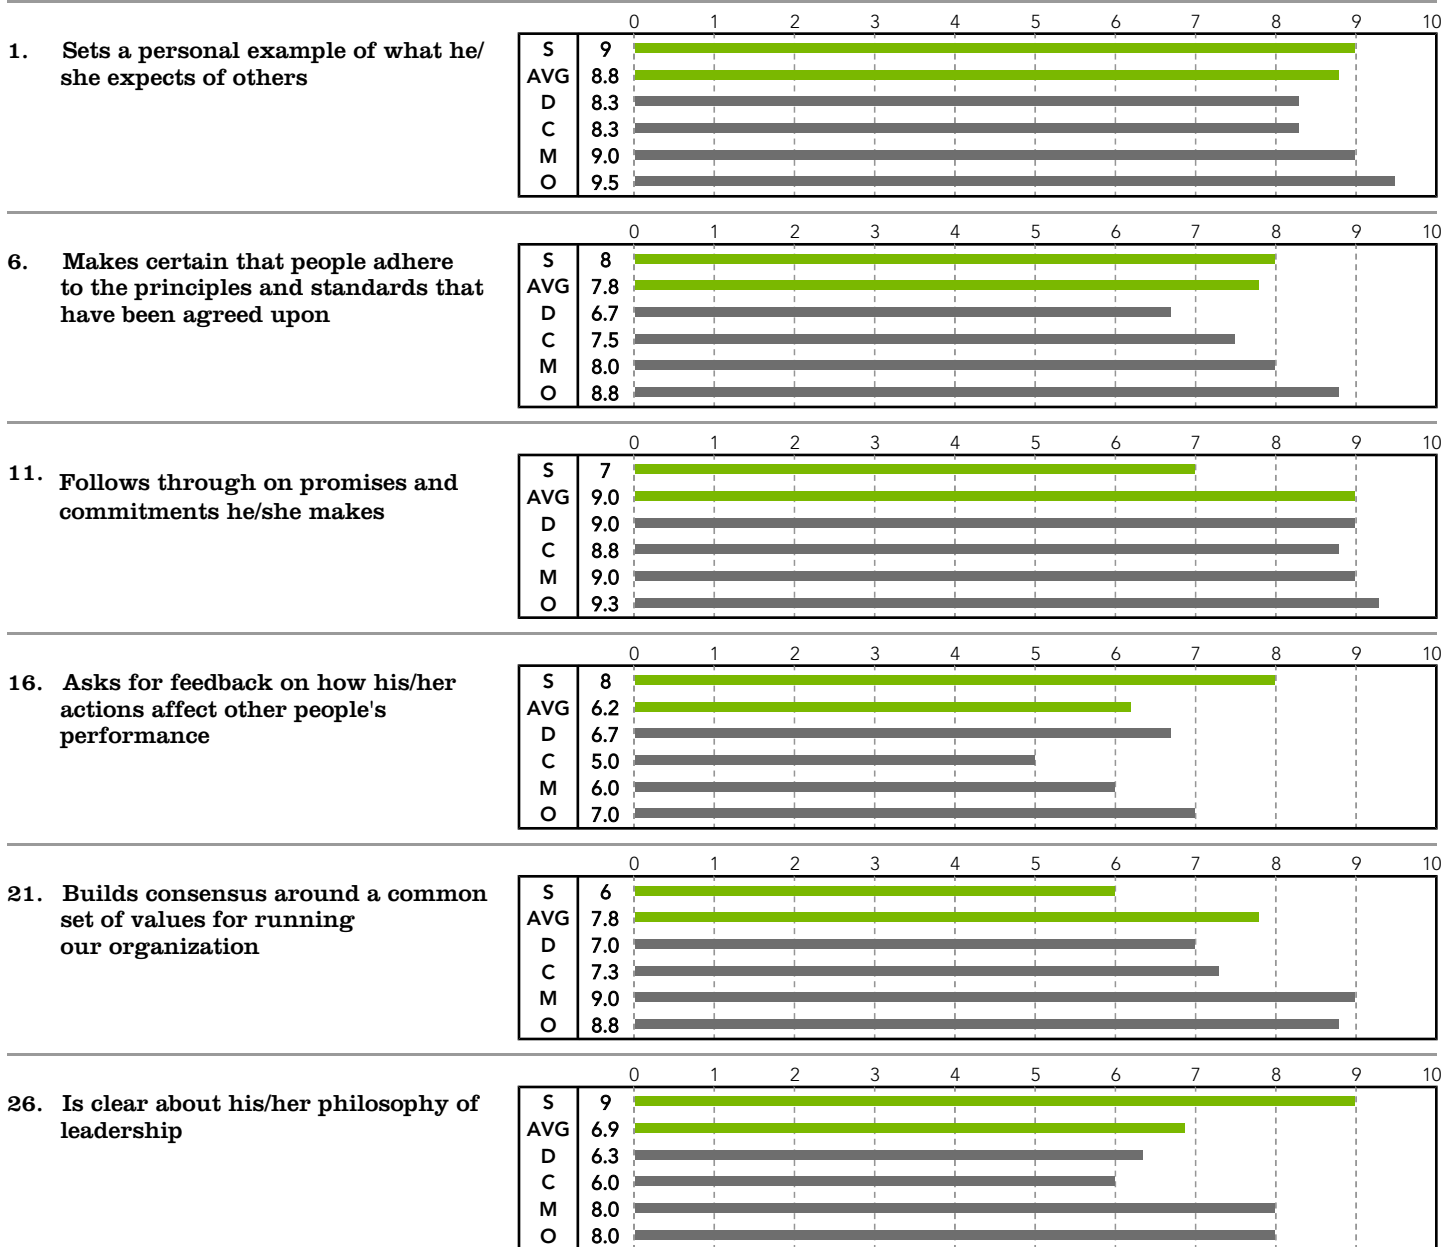 0 1 2 3 4 5 6 7 8 9 10
1. Sets a personal example of what he/
she expects of others
S 9
AVG 8.8
D 8.3
C 8.3
M 9.0
O 9.5
0 1 2 3 4 5 6 7 8 9 10
6. Makes certain that people adhere
to the principles and standards that
have been agreed upon
S 8
AVG 7.8
D 6.7
C 7.5
M 8.0
O 8.8
0 1 2 3 4 5 6 7 8 9 10
11. Follows through on promises and
commitments he/she makes
S 7
AVG 9.0
D 9.0
C 8.8
M 9.0
O 9.3
0 1 2 3 4 5 6 7 8 9 10
16. Asks for feedback on how his/her
actions affect other people's
performance
S 8
AVG 6.2
D 6.7
C 5.0
M 6.0
O 7.0
0 1 2 3 4 5 6 7 8 9 10
21. Builds consensus around a common
set of values for running
our organization
S 6
AVG 7.8
D 7.0
C 7.3
M 9.0
O 8.8
0 1 2 3 4 5 6 7 8 9 10
26. Is clear about his/her philosophy of
leadership
S 9
AVG 6.9
D 6.3
C 6.0
M 8.0
O 8.0